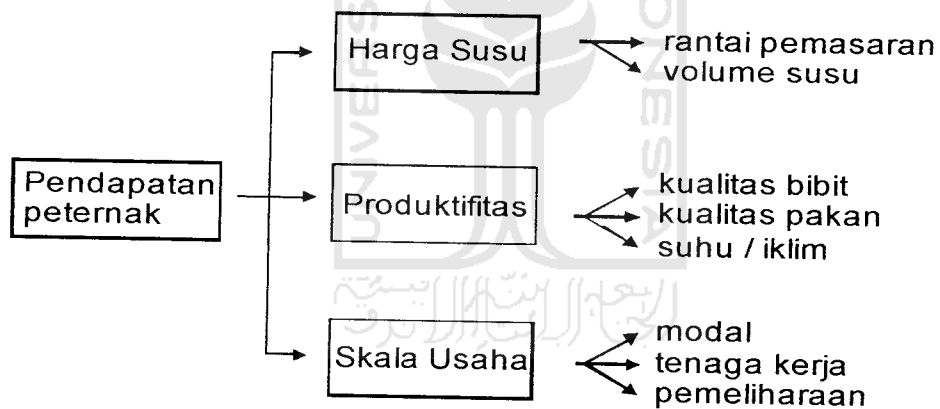 Harga Susu
rantai pemasaran
volume susu
Pendapatan
peternak
Produktifitas
kualitas bibit
kualitas pakan
suhu / iklim
Skala Usaha
modal
tenaga kerja
pemeliharaan